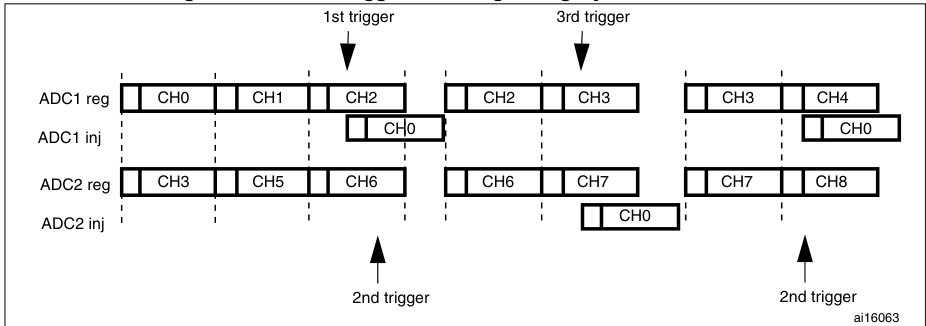 1st trigger 3rd trigger
ADC1 reg CH0 CH1 CH2 CH2 CH3 CH3 CH4
ADC1 inj CH0 CH0
ADC2 reg CH3 CH5 CH6 CH6 CH7 CH7 CH8
ADC2 inj CH0
2nd trigger 2nd trigger
ai16063